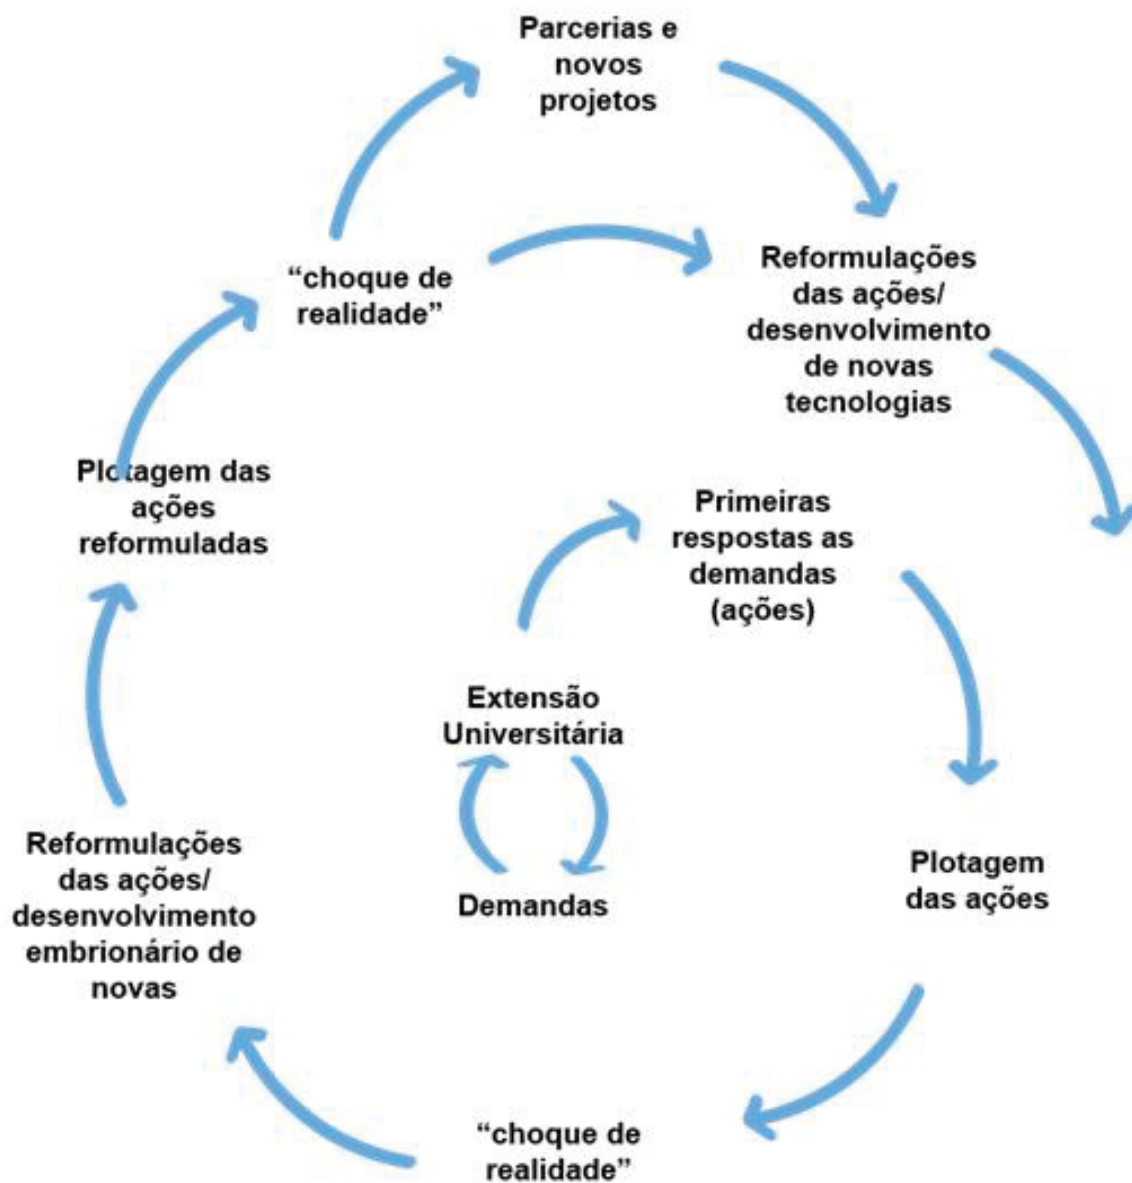 Parcerias e
novos
projetos
“choque de
realidade”
Reformulações
das ações/
desenvolvimento
de novas
tecnologias
Plotagem das
ações
reformuladas
Primeiras
respostas as
demandas
(ações)
Extensão
Universitária
Demandas
Reformulações
das ações/
desenvolvimento
embrionário de
novas
Plotagem
das ações
“choque de
realidade”